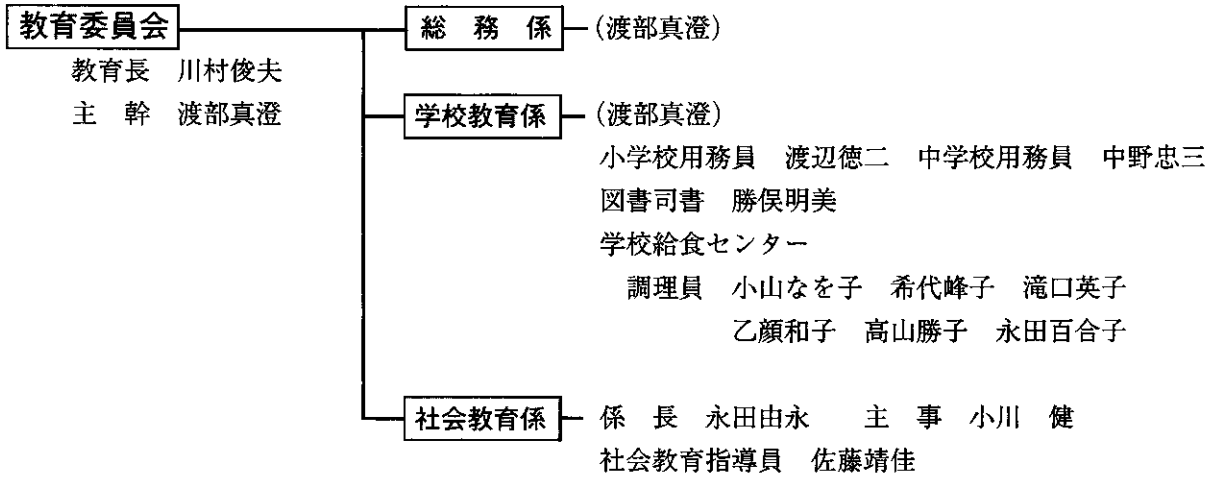 教育委員会 総務係 (渡部真澄)
教育長 川村俊夫
主幹 渡部真澄
学校教育係 (渡部真澄)
小学校用務員 渡辺徳二 中学校用務員 中野忠三
図書司書 勝俣明美
学校給食センター
調理員 小山なを子 希代峰子 滝口英子
乙顔和子 高山勝子 永田百合子
社会教育係 係長 永田由永 主事 小川健
社会教育指導員 佐藤靖佳